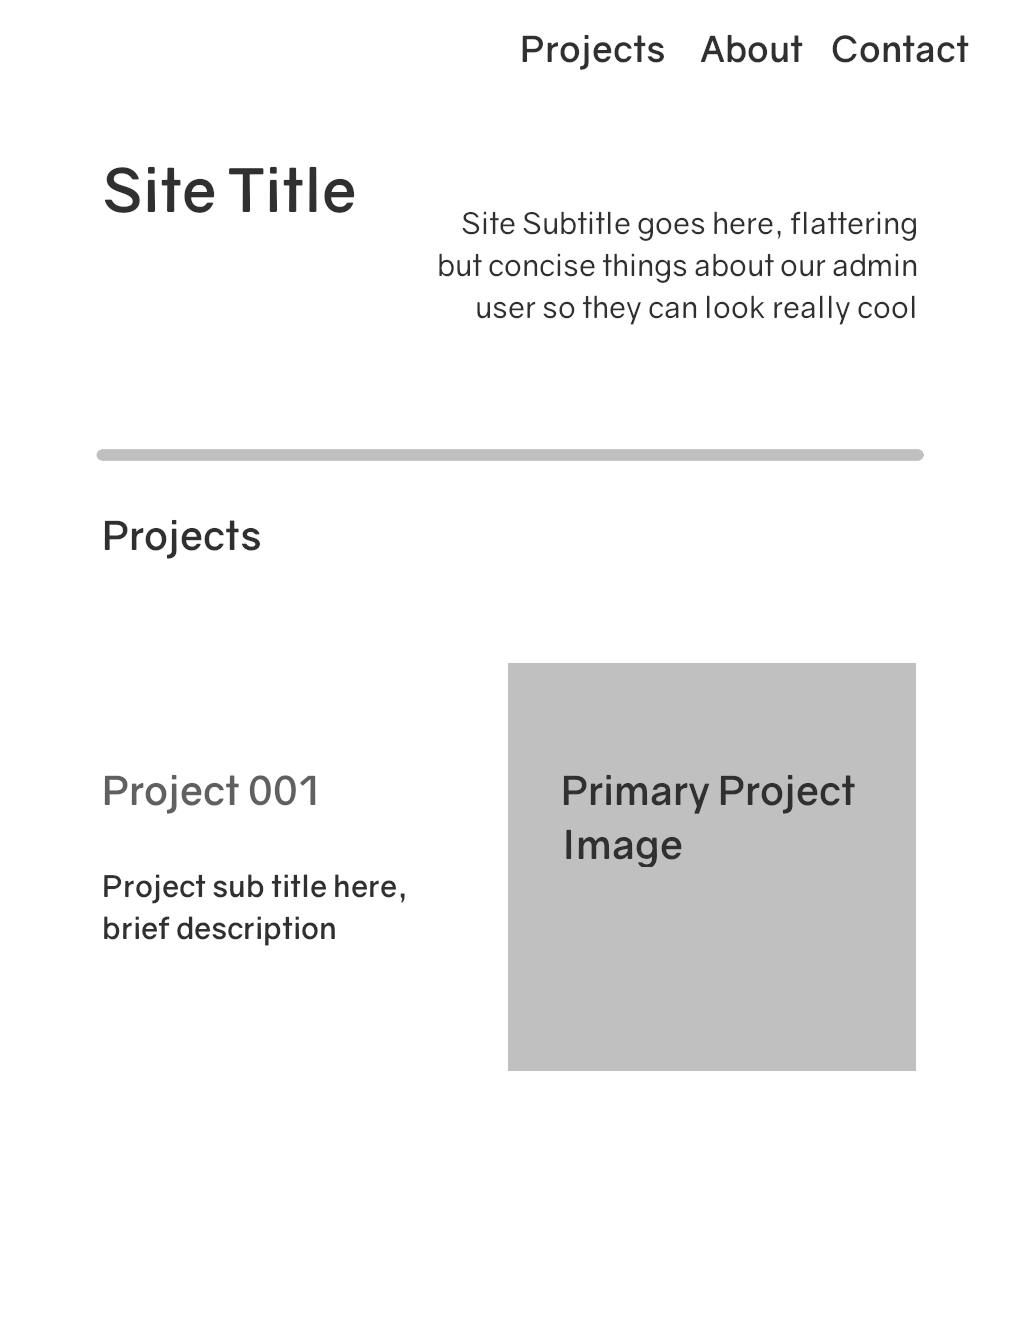 Projects About Contact
Site Title
Site Subtitle goes here, flattering
but concise things about our admin
user so they can look really cool
Projects
Project 001
Project sub title here,
brief description
Primary Project
Image